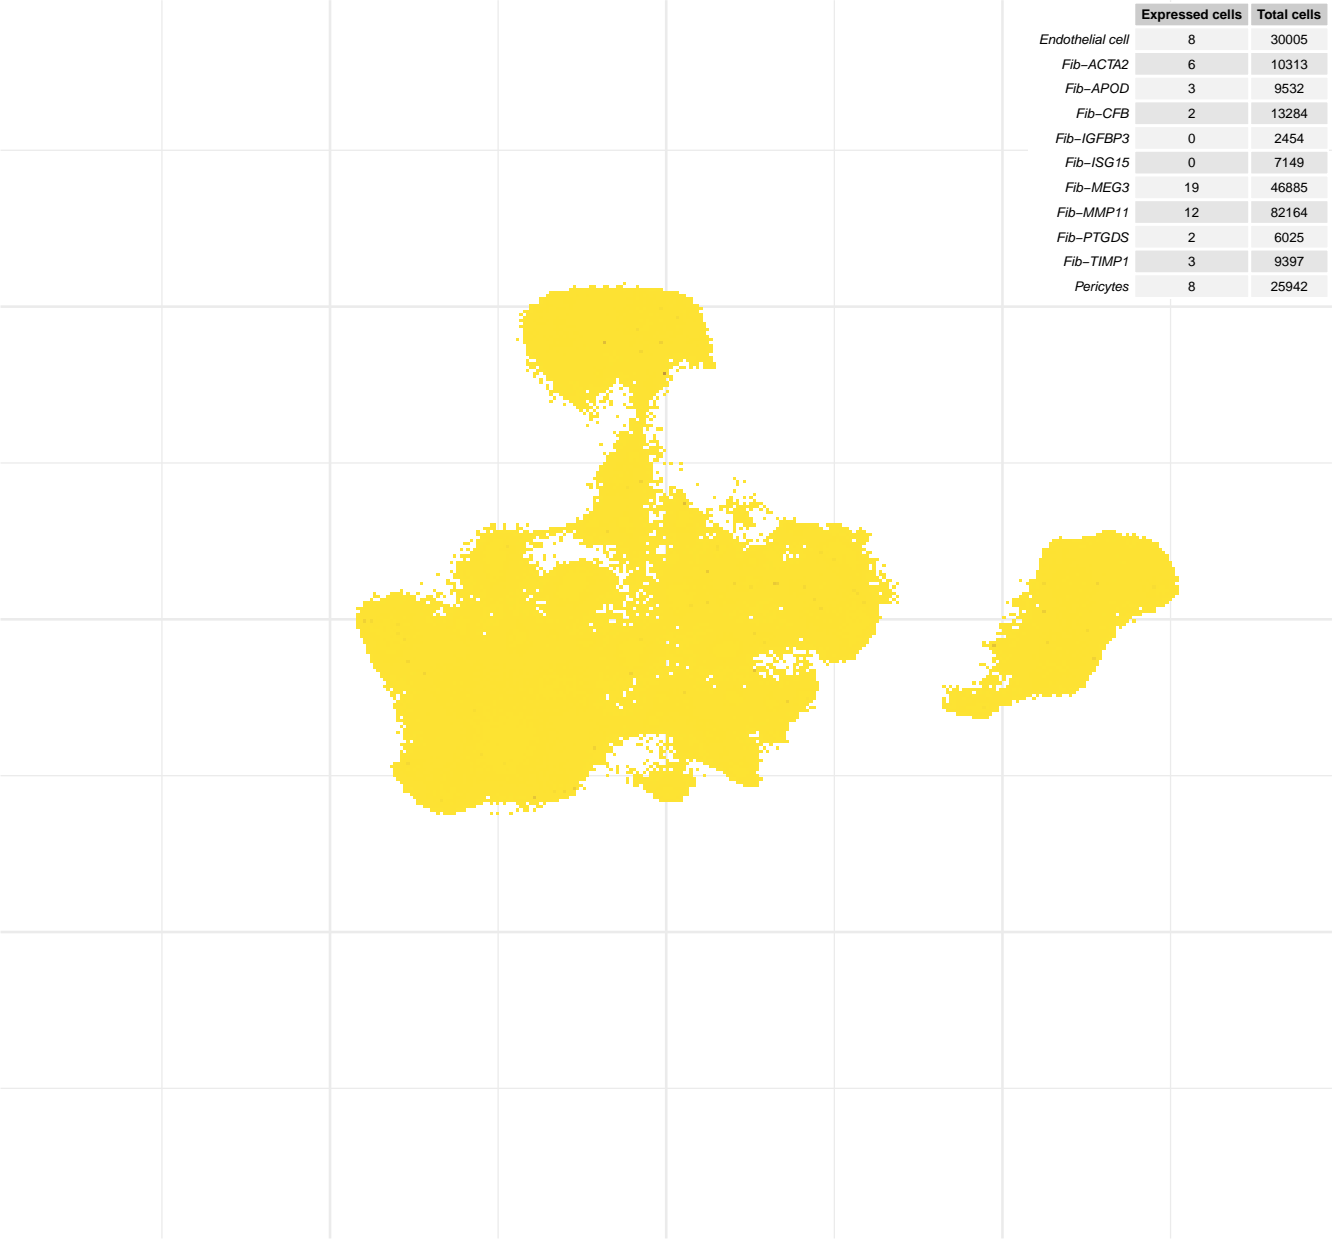 Expressed cells Total cells
Endothelial cell 8 30005
Fib−ACTA2 6 10313
Fib−APOD 3 9532
Fib−CFB 2 13284
Fib−IGFBP3 0 2454
Fib−ISG15 0 7149
Fib−MEG3 19 46885
Fib−MMP11 12 82164
Fib−PTGDS 2 6025
Fib−TIMP1 3 9397
Pericytes 8 25942